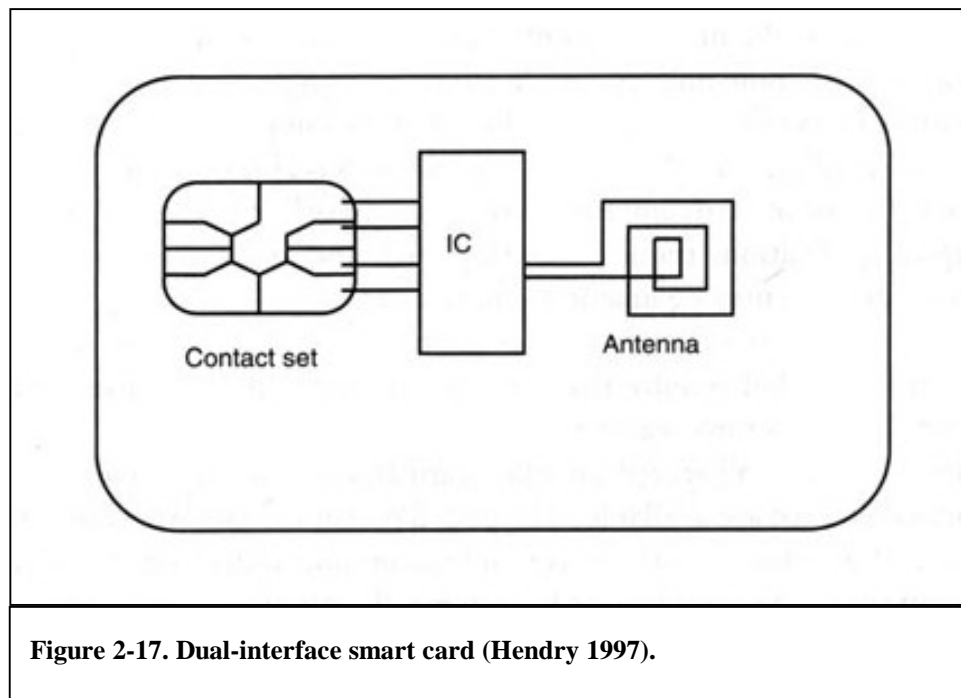 IC
Contact set
Antenna
Figure 2-17. Dual-interface smart card (Hendry 1997).